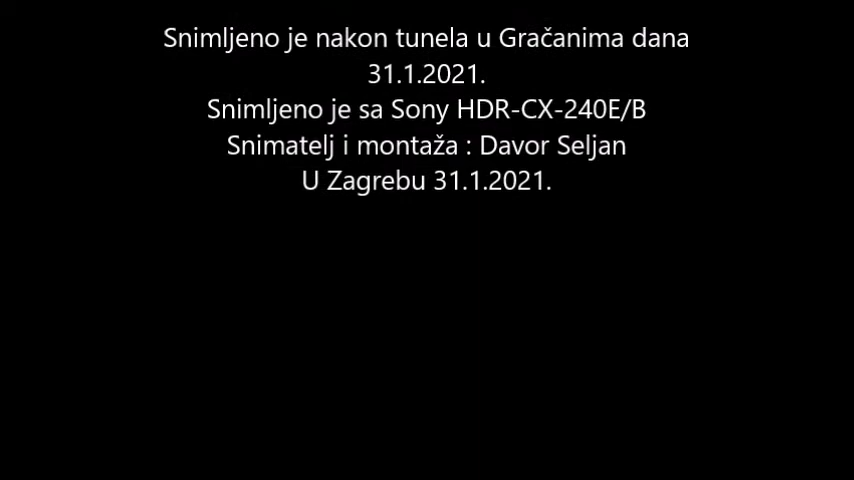 Snimljeno je nakon tunela u Gračanima dana
31.1.2021.
Snimljeno je sa Sony HDR-CX-240E/B
Snimatelj i montaža : Davor Seljan
U Zagrebu 31.1.2021.